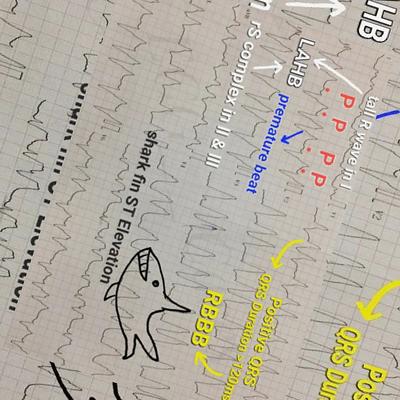 HB
tall R wave in I
LAHB
P P P P
rS complex in II & III
premature beat
shark fin ST Elevation
Positive QRS
QRS Duration >120ms
RBBB
Pos
QRS Dur
ST Elevation